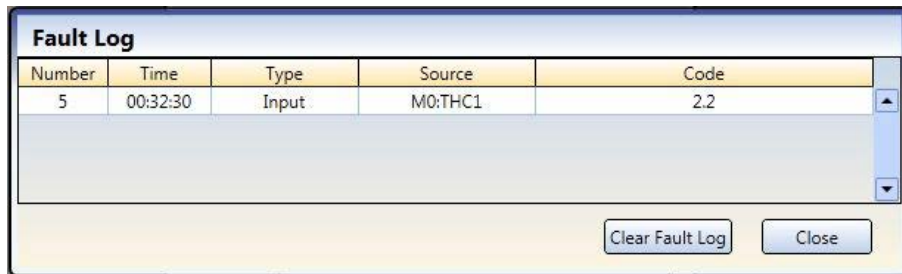 Fault Log
Number Time Type Source Code
5 00:32:30 Input M0:THC1 2.2
Clear Fault Log Close